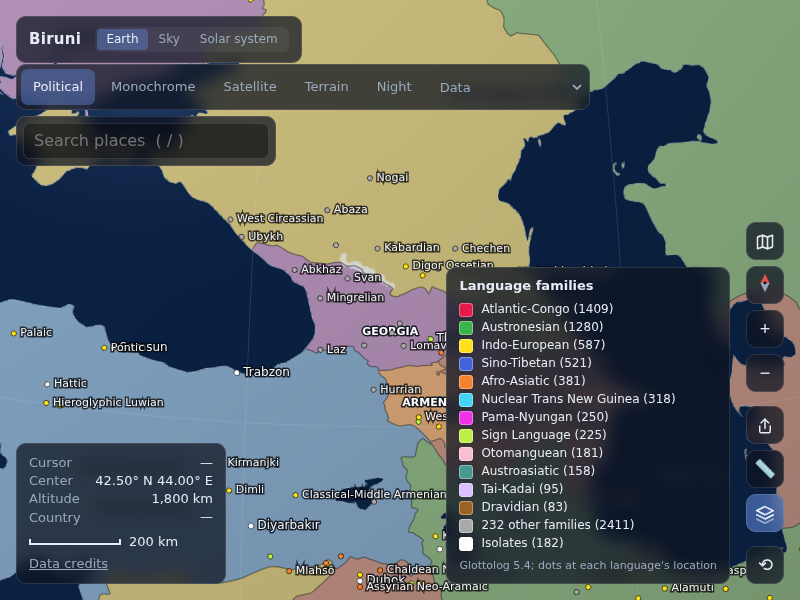 Biruni Earth Sky Solar system
Political Monochrome Satellite Terrain Night Data
Search places ( / )
Nogai
Abaza
West Circassian
Ubykh
Kabardian
Chechen
Digor Ossetian
Abkhaz
Svan
Mingrelian
GEORGIA
Laz
Palaic
Pontic
Trabzon
Hattic
Hurrian
Hieroglyphic Luwian
Language families
Atlantic-Congo (1409)
Austronesian (1280)
Indo-European (587)
Sino-Tibetan (521)
Afro-Asiatic (381)
Nuclear Trans New Guinea (318)
Pama-Nyungan (250)
Sign Language (225)
Otomanguean (181)
Austroasiatic (158)
Tai-Kadai (95)
Dravidian (83)
232 other families (2411)
Isolates (182)
Glottolog 5.4; dots at each language's location
Cursor —
Center 42.50° N 44.00° E
Altitude 1,800 km
Country —
200 km
Data credits
Kirmanjki
Dimli
Classical-Middle Armenian
Diyarbakır
Mlahsö
Duhok
Assyrian Neo-Aramaic
Alamuti
+
−